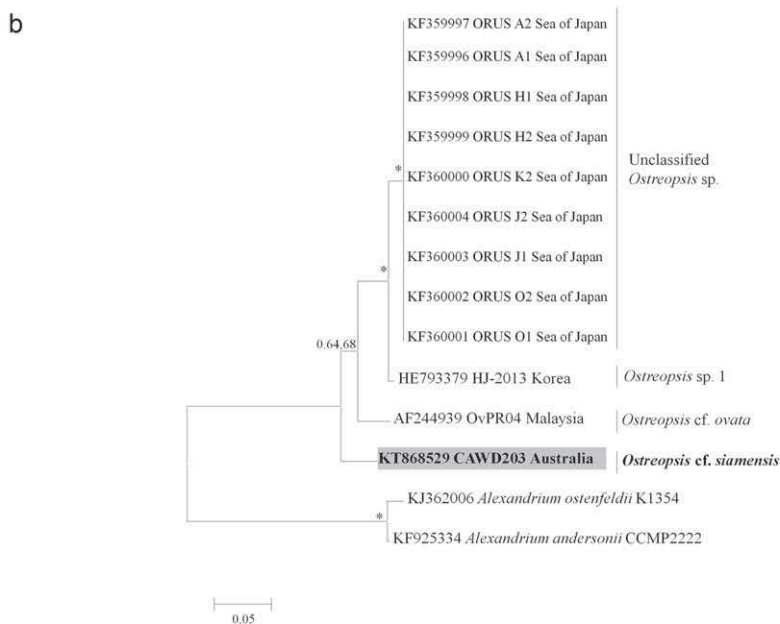 b
KF359997 ORUS A2 Sea of Japan
KF359996 ORUS A1 Sea of Japan
KF359998 ORUS H1 Sea of Japan
KF359999 ORUS H2 Sea of Japan
KF360000 ORUS K2 Sea of Japan
KF360004 ORUS J2 Sea of Japan
KF360003 ORUS J1 Sea of Japan
KF360002 ORUS O2 Sea of Japan
KF360001 ORUS O1 Sea of Japan
Unclassified
Ostreopsis sp.
*
*
0.64,68
HE793379 HJ-2013 Korea
Ostreopsis sp. 1
AF244939 OvPR04 Malaysia
Ostreopsis cf. ovata
KT868529 CAWD203 Australia
Ostreopsis cf. siamensis
KJ362006 Alexandrium ostenfeldii K1354
*
KF925334 Alexandrium andersonii CCMP2222
0.05